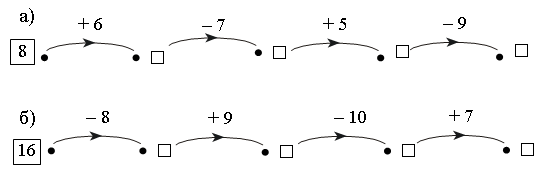 а)
+ 6 – 7 + 5 – 9
8
б)
– 8 + 9 – 10 + 7
16